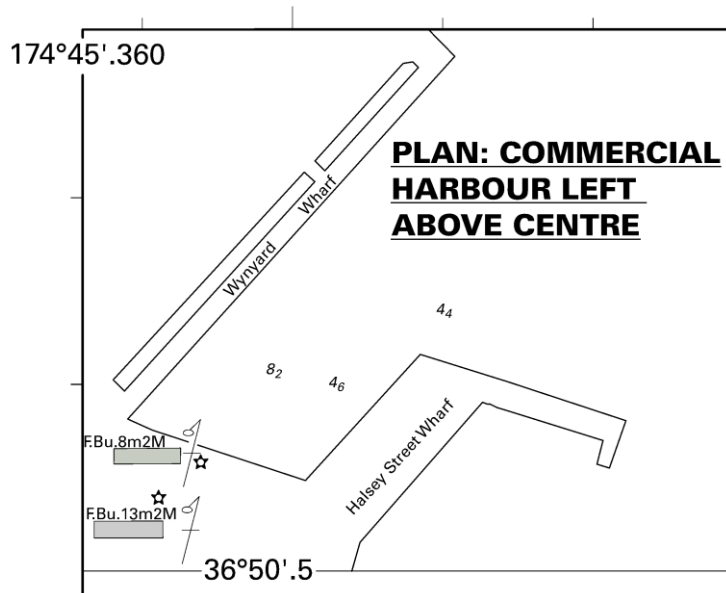 174°45'.360
PLAN: COMMERCIAL
HARBOUR LEFT
ABOVE CENTRE
Wynyard Wharf
4₄
8₂
4₆
Halsey Street Wharf
F.Bu.8m2M
F.Bu.13m2M
36°50'.5